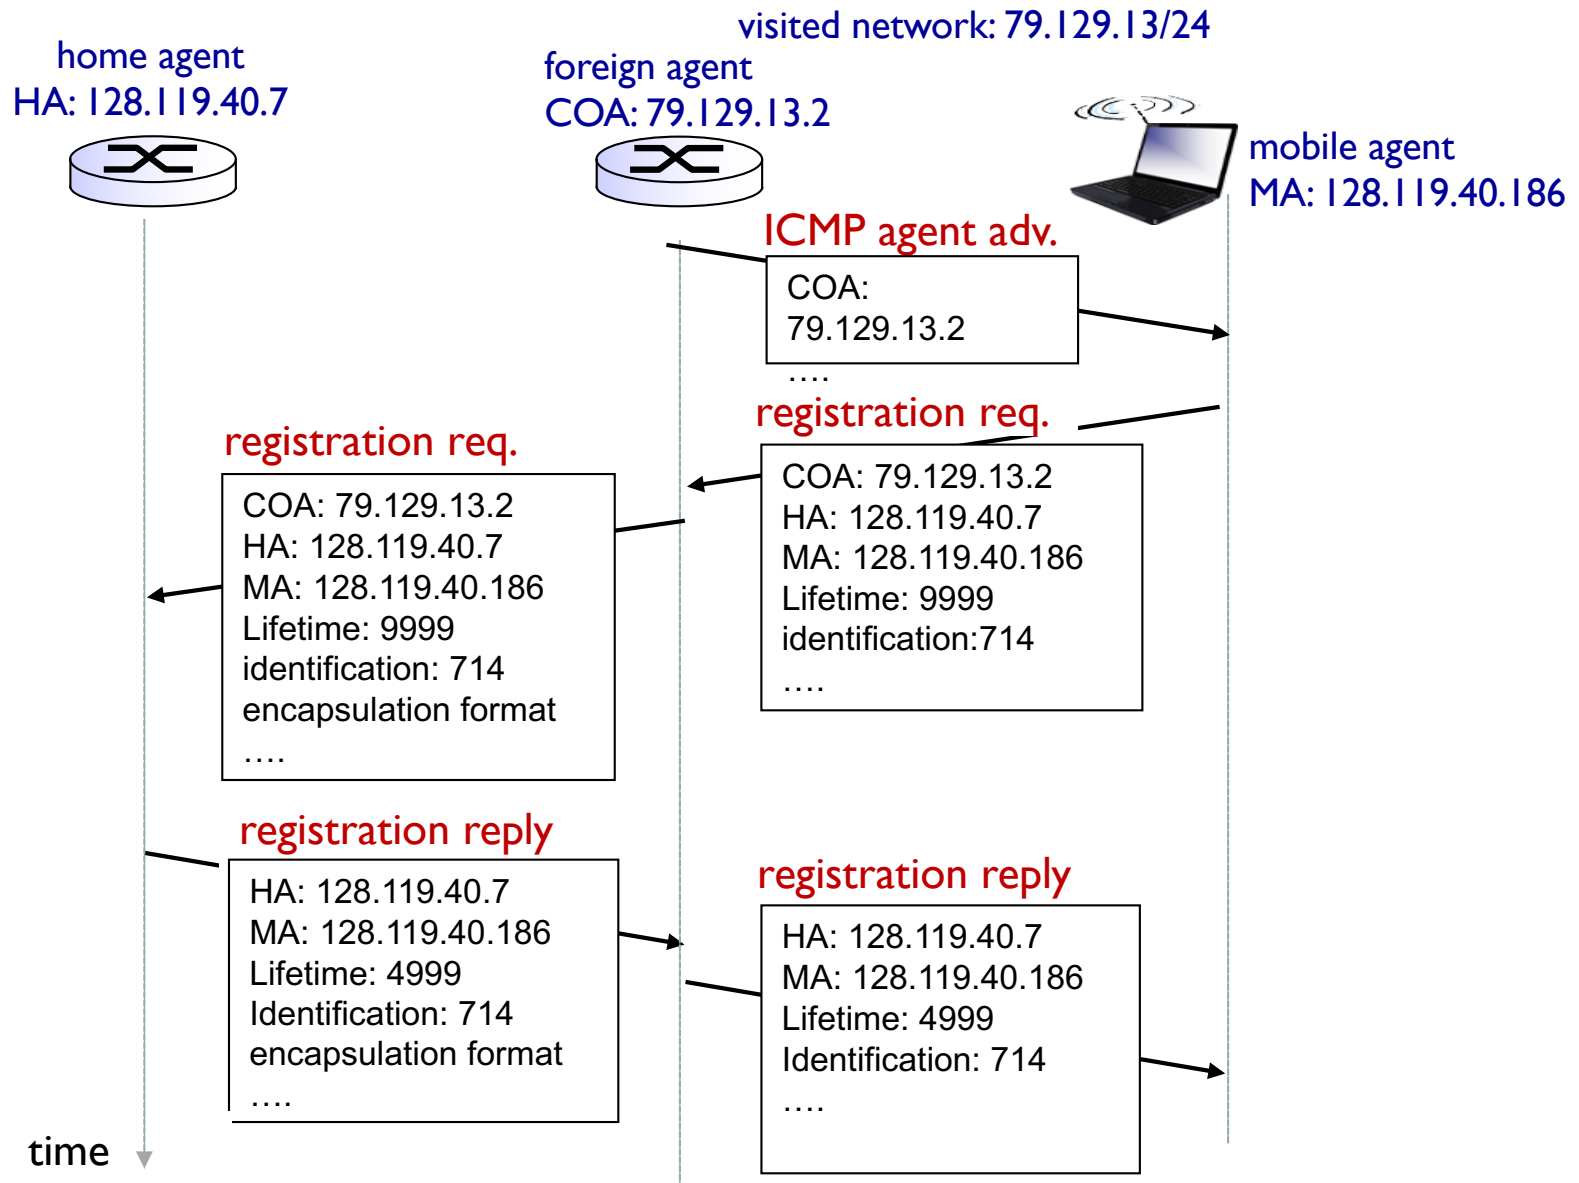 visited network: 79.129.13/24
home agent
HA: 128.119.40.7
foreign agent
COA: 79.129.13.2
mobile agent
MA: 128.119.40.186
ICMP agent adv.
COA:
79.129.13.2
….
registration req.
COA: 79.129.13.2
HA: 128.119.40.7
MA: 128.119.40.186
Lifetime: 9999
identification:714
….
registration req.
COA: 79.129.13.2
HA: 128.119.40.7
MA: 128.119.40.186
Lifetime: 9999
identification: 714
encapsulation format
….
registration reply
HA: 128.119.40.7
MA: 128.119.40.186
Lifetime: 4999
Identification: 714
encapsulation format
….
registration reply
HA: 128.119.40.7
MA: 128.119.40.186
Lifetime: 4999
Identification: 714
….
time